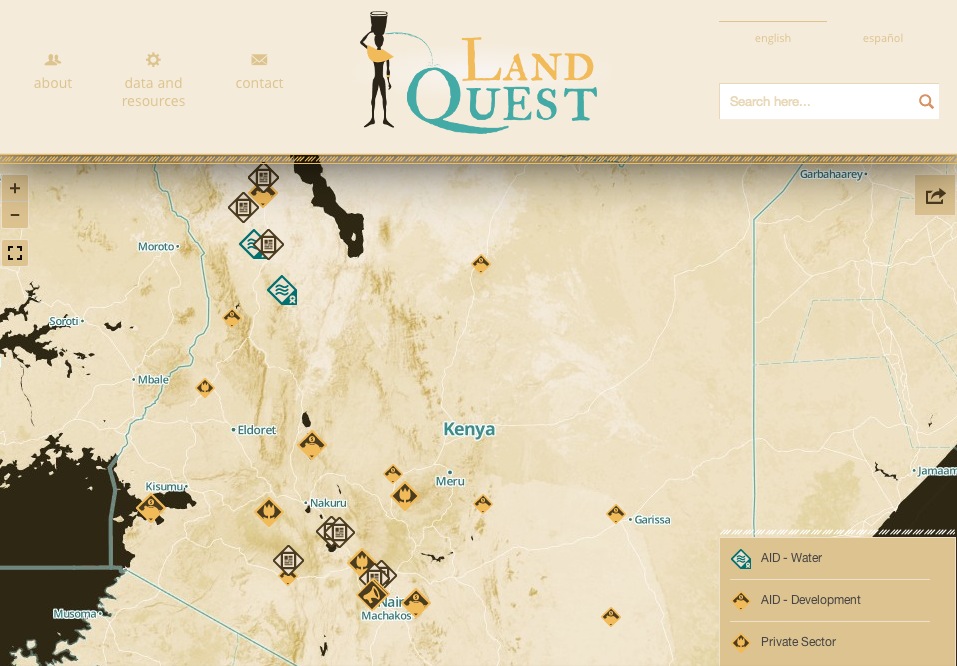 about
data and
resources
contact
LAND
QUEST
english
español
Search here...
+
−
Garbahaarey
Moroto
Soroti
Mbale
Eldoret
Kenya
Meru
Kisumu
Nakuru
Garissa
Jamaam
Nair
Machakos
Musoma
AID - Water
AID - Development
Private Sector